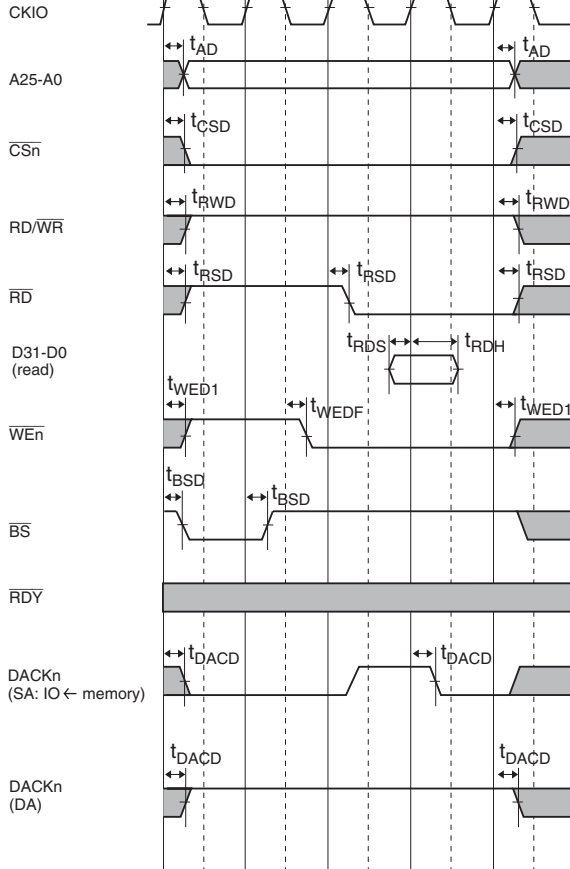 CKIO
tAD tAD
A25-A0
tCSD tCSD
CSn
tRWD tRWD
RD/WR
tRSD tRSD tRSD
RD
D31-D0
(read)
tRDS tRDH
tWED1 tWEDF tWED1
WEn
tBSD tBSD
BS
RDY
tDACD tDACD
DACKn
(SA: IO ← memory)
tDACD tDACD
DACKn
(DA)